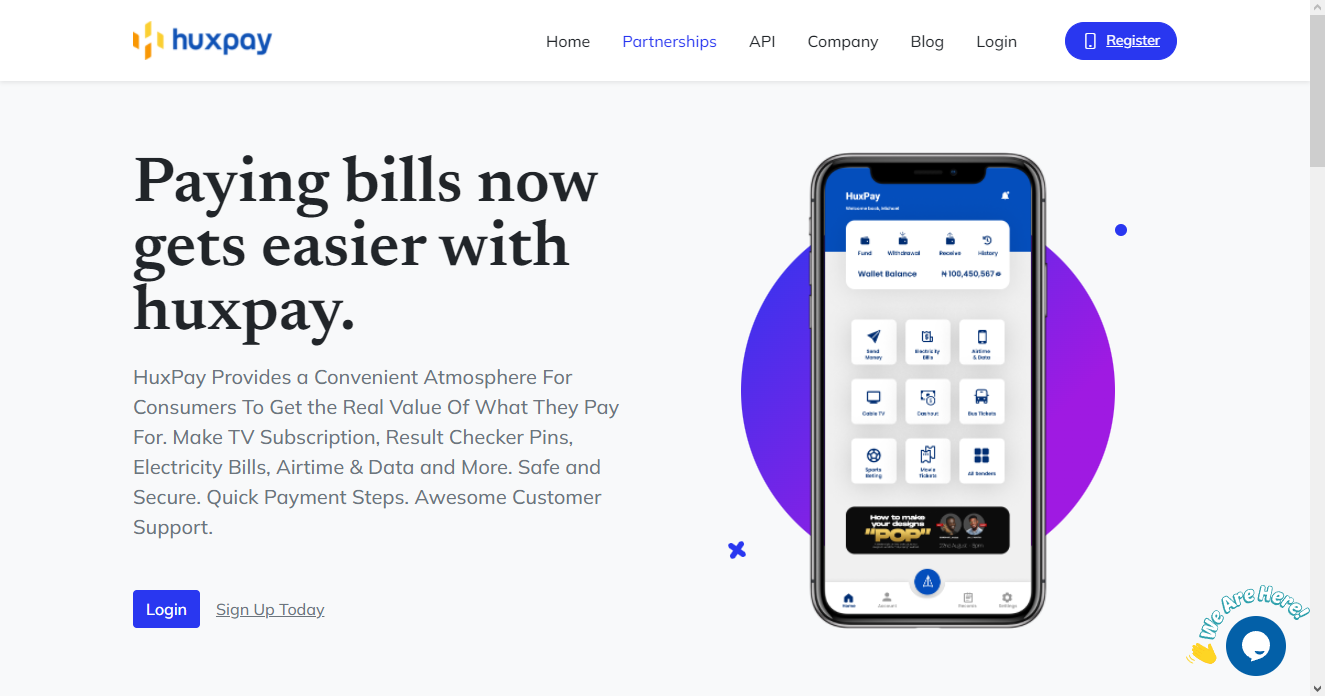 huxpay
Home Partnerships API Company Blog Login Register
Paying bills now
gets easier with
huxpay.
HuxPay Provides a Convenient Atmosphere For
Consumers To Get the Real Value Of What They Pay
For. Make TV Subscription, Result Checker Pins,
Electricity Bills, Airtime & Data and More. Safe and
Secure. Quick Payment Steps. Awesome Customer
Support.
Login Sign Up Today
HuxPay
Welcome back, Michael
Fund Withdrawal Receive History
Wallet Balance ₦100,450,567
Send Electricity Airtime
Money Bills & Data
Cable TV Cashout Bus Tickets
Sports Movie All Venders
Beting Tickets
How to make
your designs
"POP"
Home Account Records Settings
We Are Here!